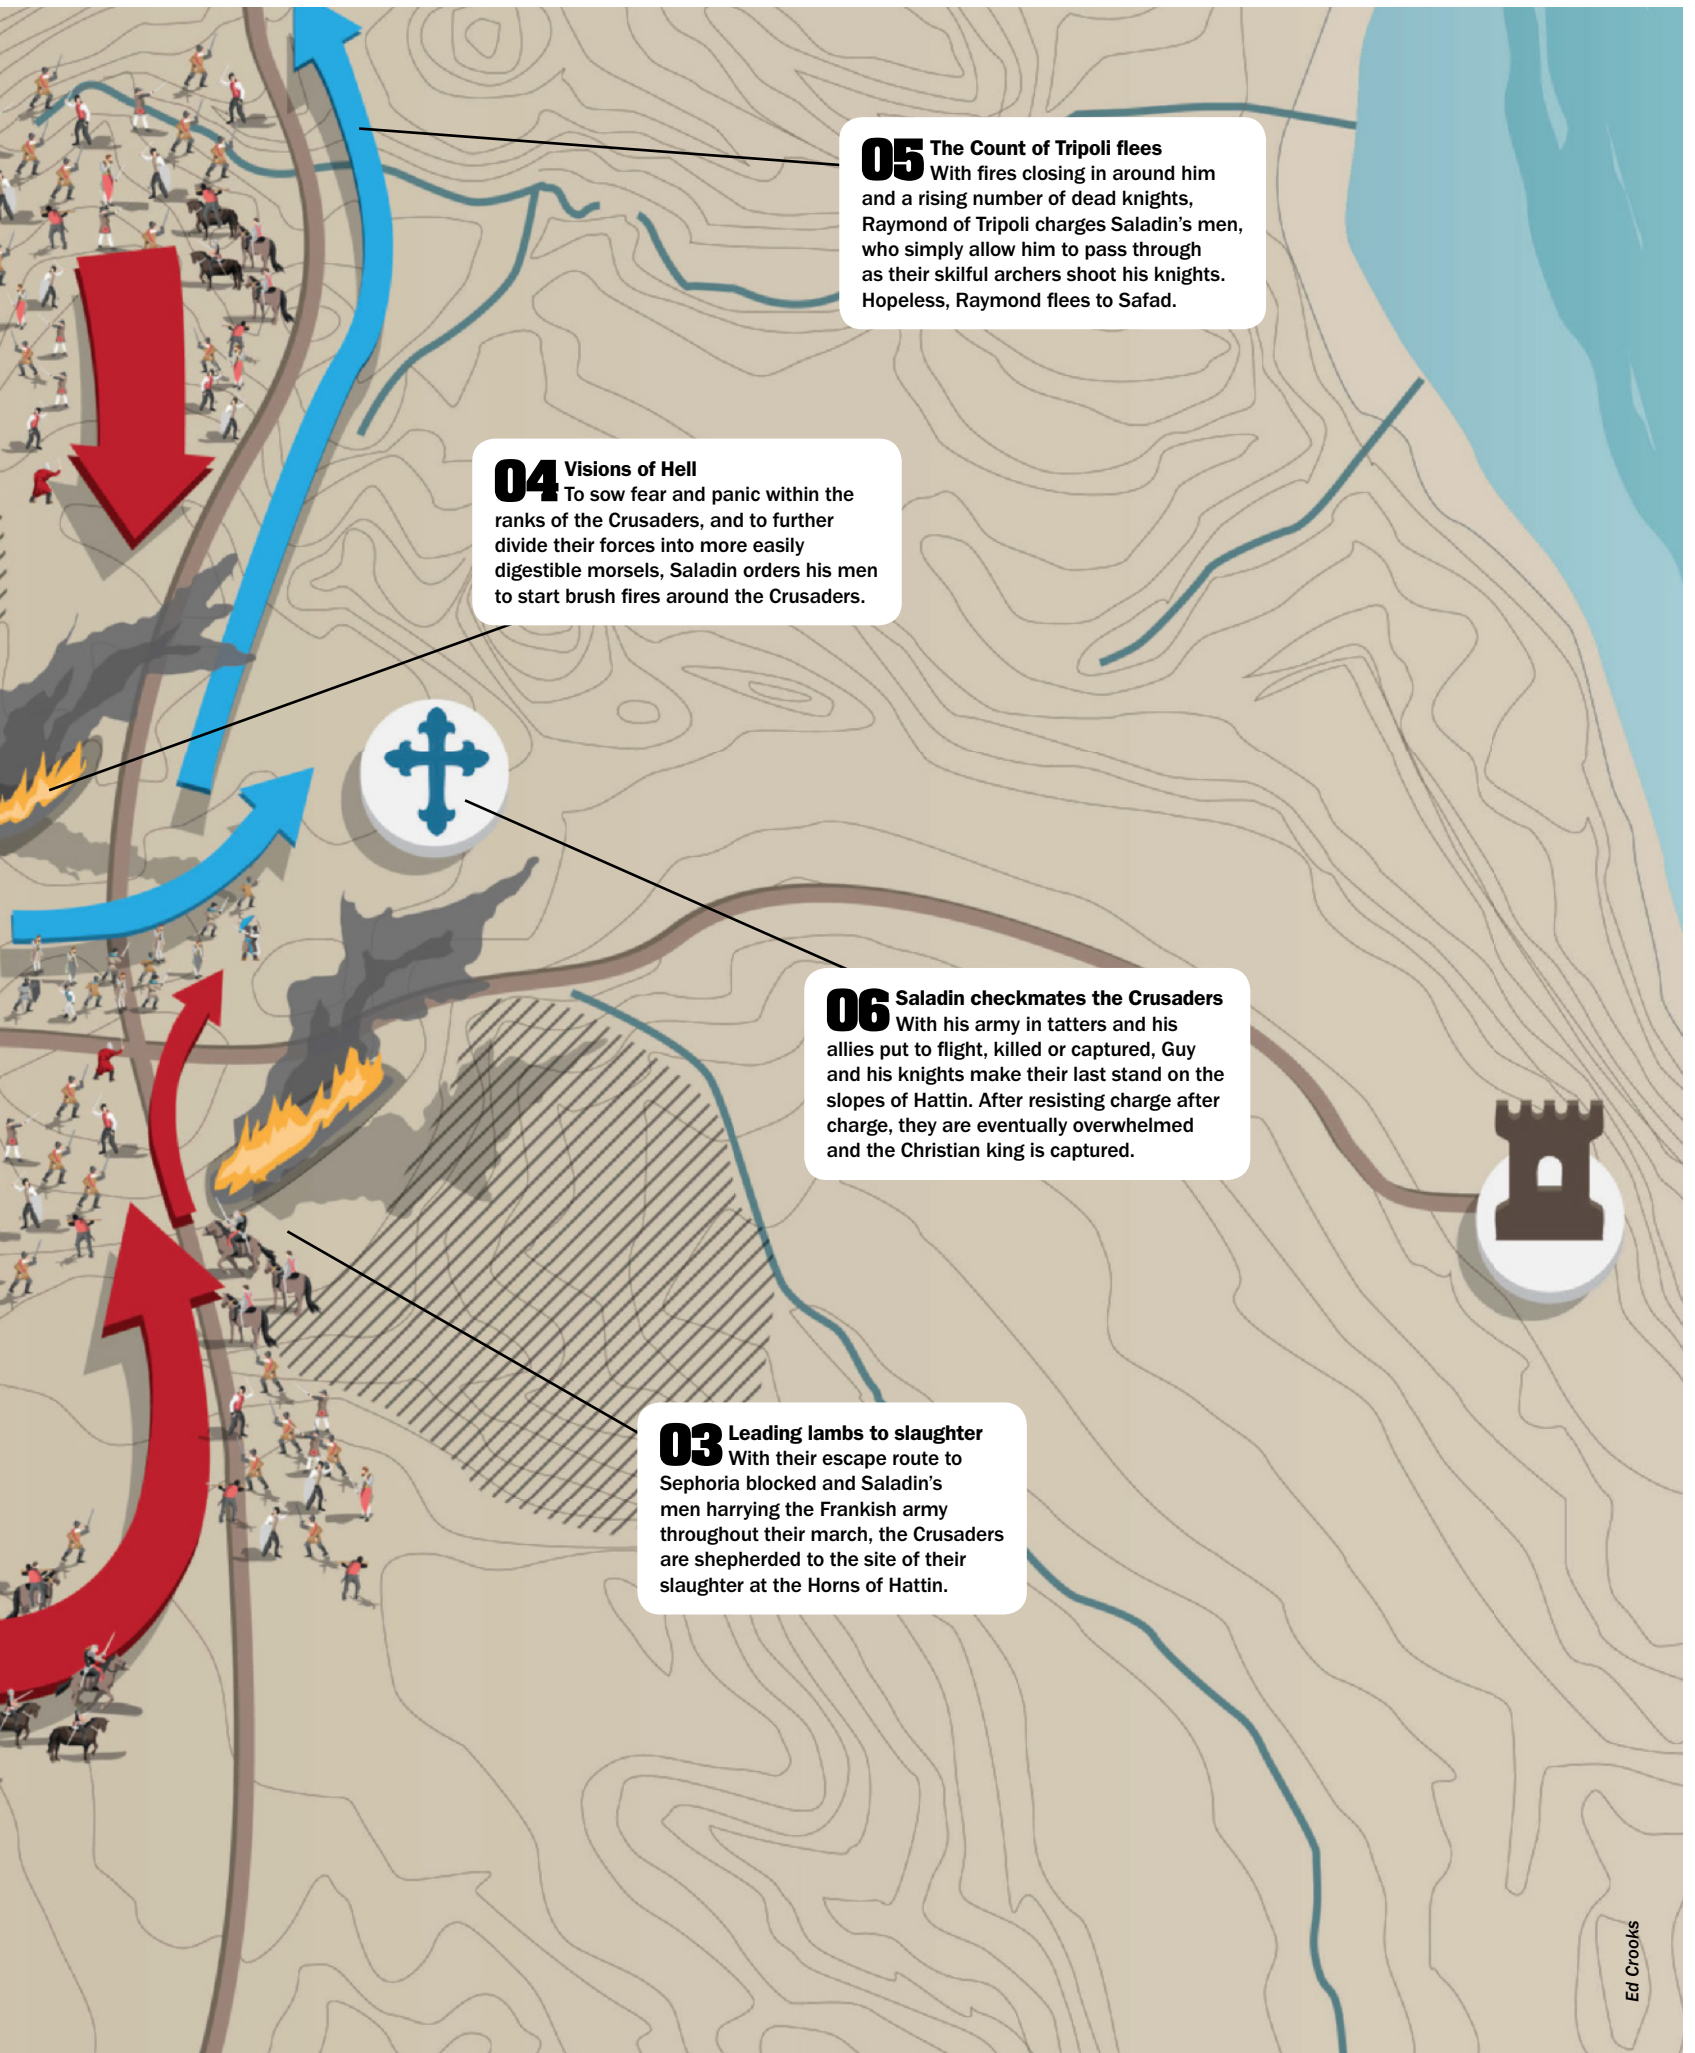 05 The Count of Tripoli flees
With fires closing in around him
and a rising number of dead knights,
Raymond of Tripoli charges Saladin’s men,
who simply allow him to pass through
as their skilful archers shoot his knights.
Hopeless, Raymond flees to Safad.
04 Visions of Hell
To sow fear and panic within the
ranks of the Crusaders, and to further
divide their forces into more easily
digestible morsels, Saladin orders his men
to start brush fires around the Crusaders.
06 Saladin checkmates the Crusaders
With his army in tatters and his
allies put to flight, killed or captured, Guy
and his knights make their last stand on the
slopes of Hattin. After resisting charge after
charge, they are eventually overwhelmed
and the Christian king is captured.
03 Leading lambs to slaughter
With their escape route to
Sephoria blocked and Saladin’s
men harrying the Frankish army
throughout their march, the Crusaders
are shepherded to the site of their
slaughter at the Horns of Hattin.
Ed Crooks